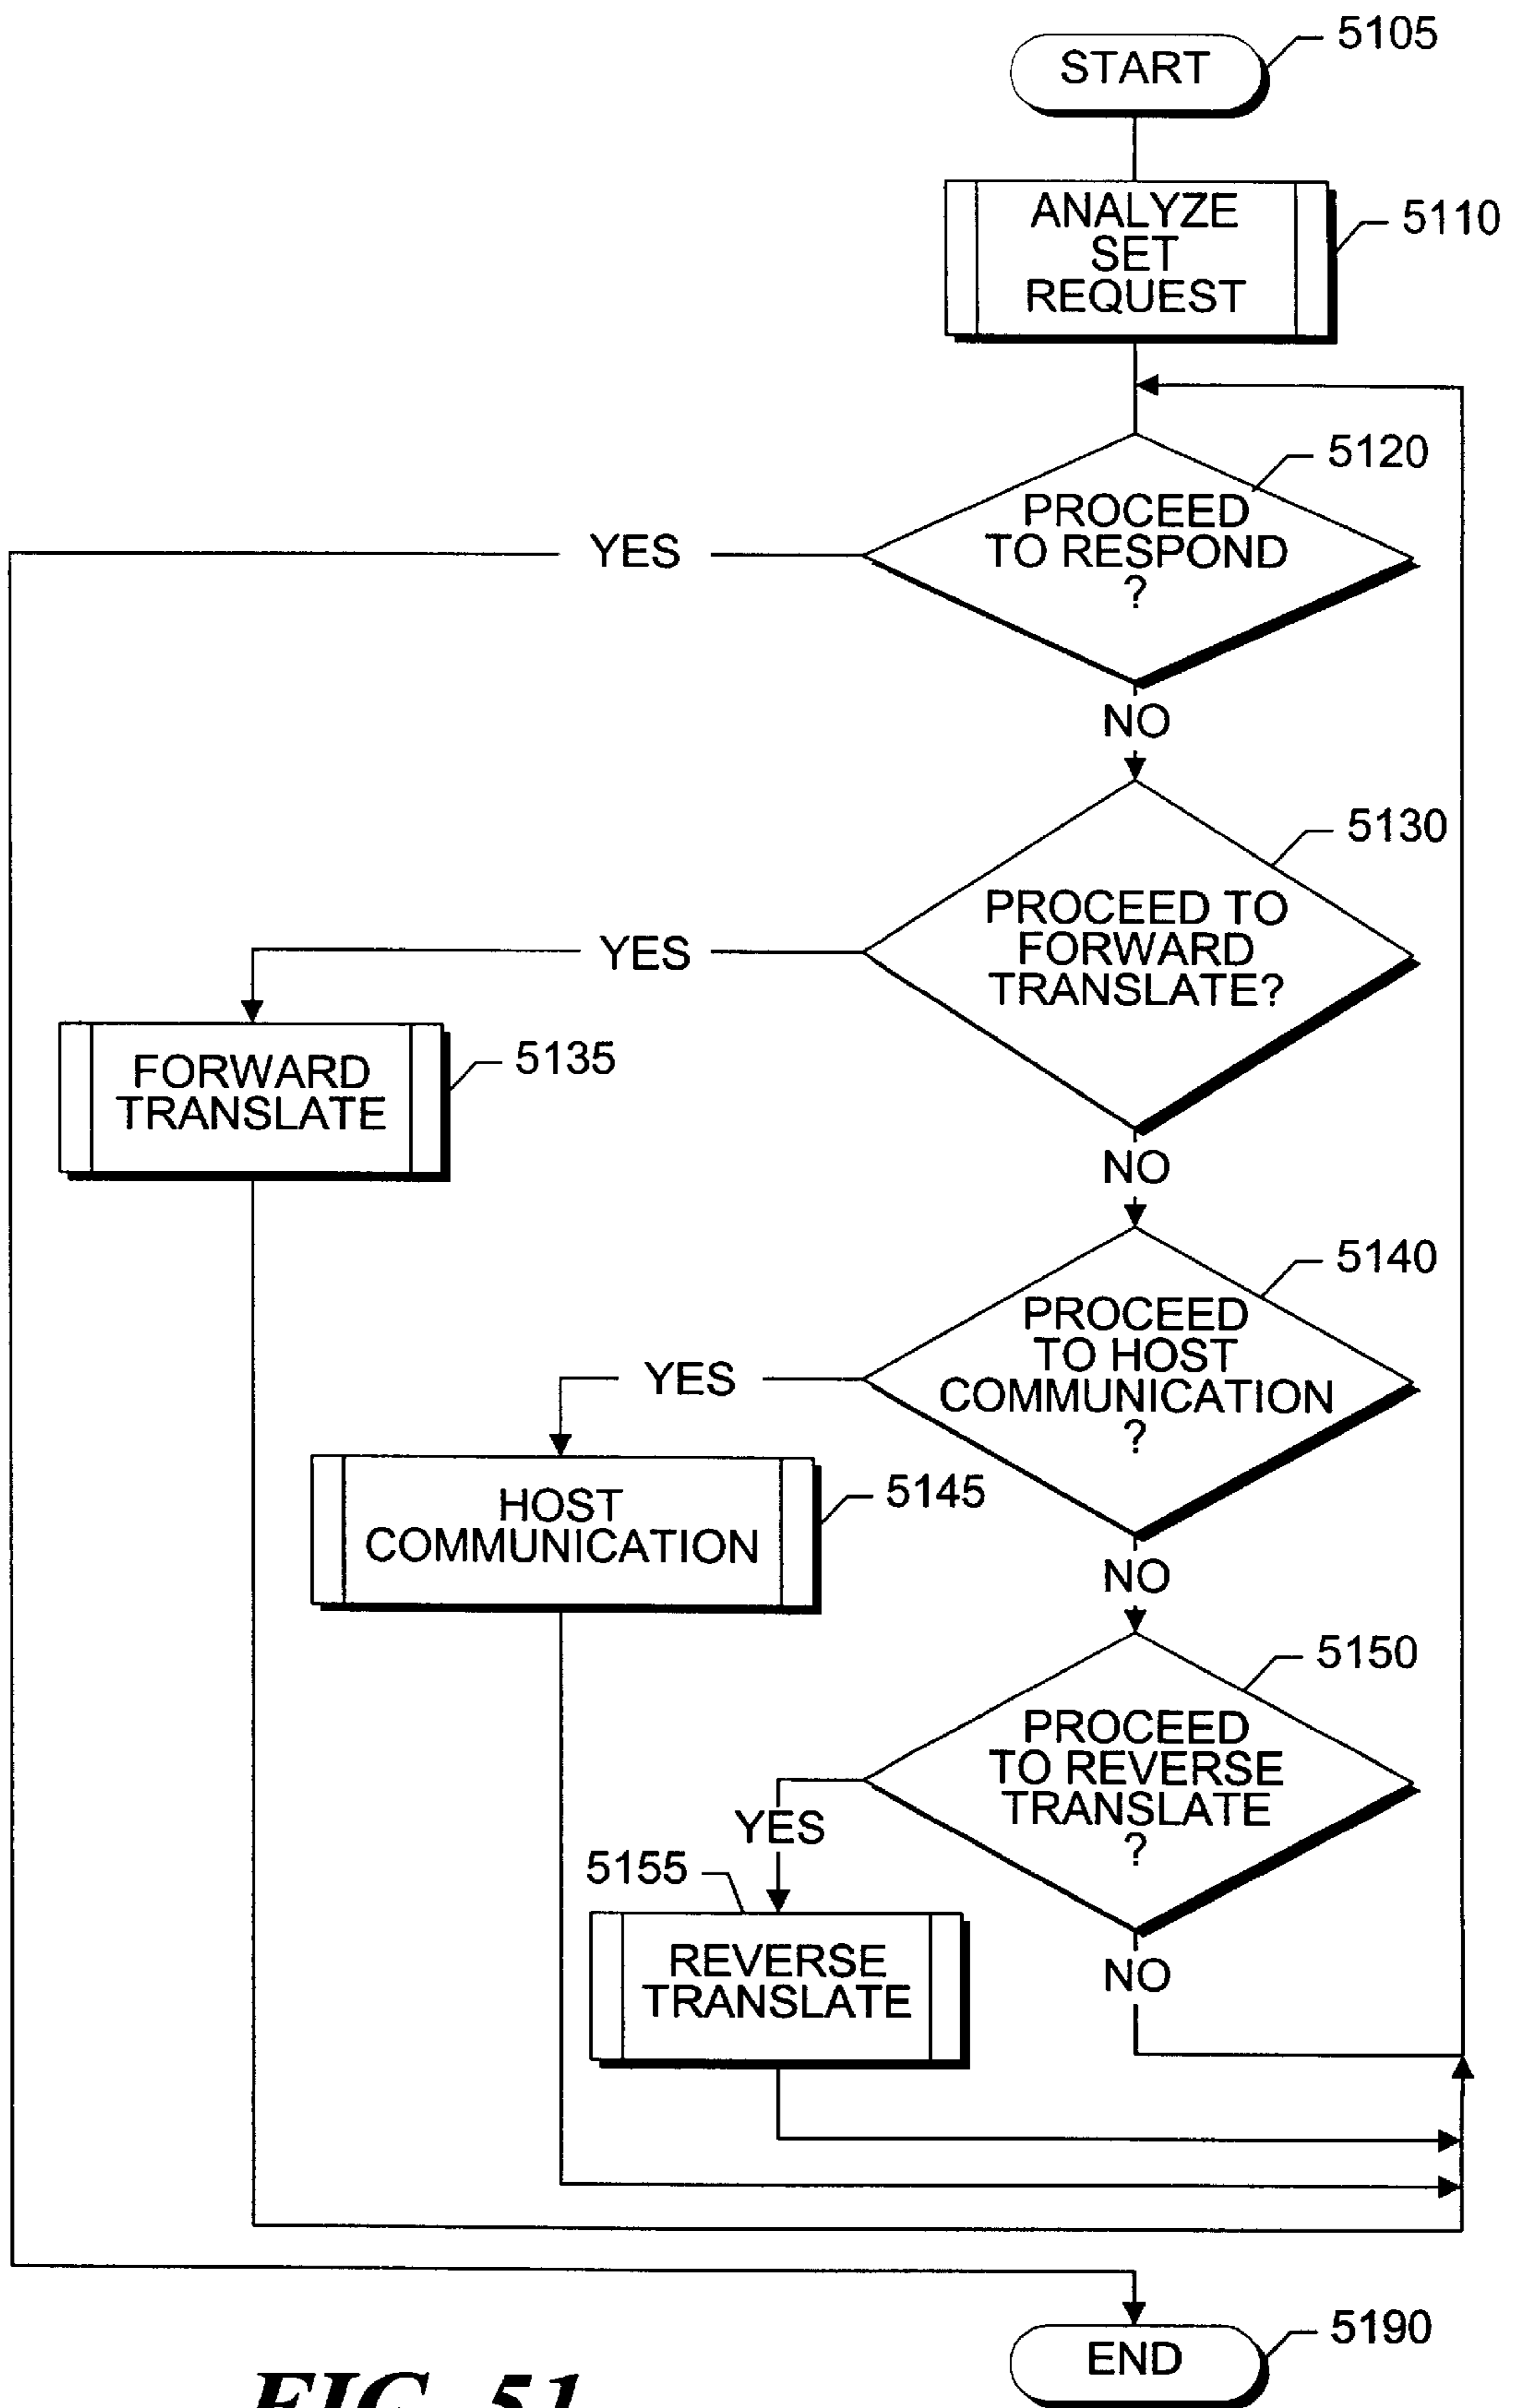 5105
START
ANALYZE
SET
REQUEST
5110
5120
PROCEED
TO RESPOND
?
YES
NO
5130
PROCEED TO
FORWARD
TRANSLATE?
YES
FORWARD
TRANSLATE
5135
NO
5140
PROCEED
TO HOST
COMMUNICATION
?
YES
HOST
COMMUNICATION
5145
NO
5150
PROCEED
TO REVERSE
TRANSLATE
?
YES
5155
REVERSE
TRANSLATE
NO
5190
END
FIG. 51